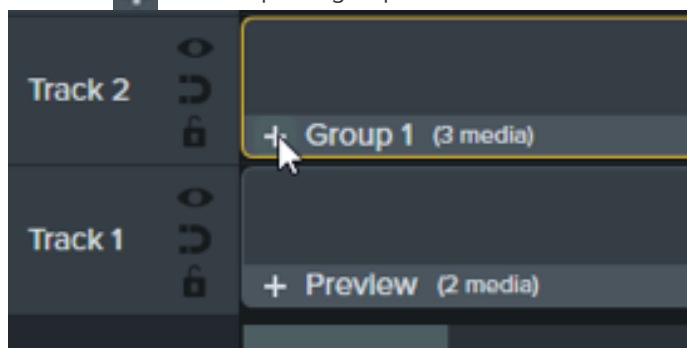 Track 2
+ Group 1 (3 media)
Track 1
+ Preview (2 media)